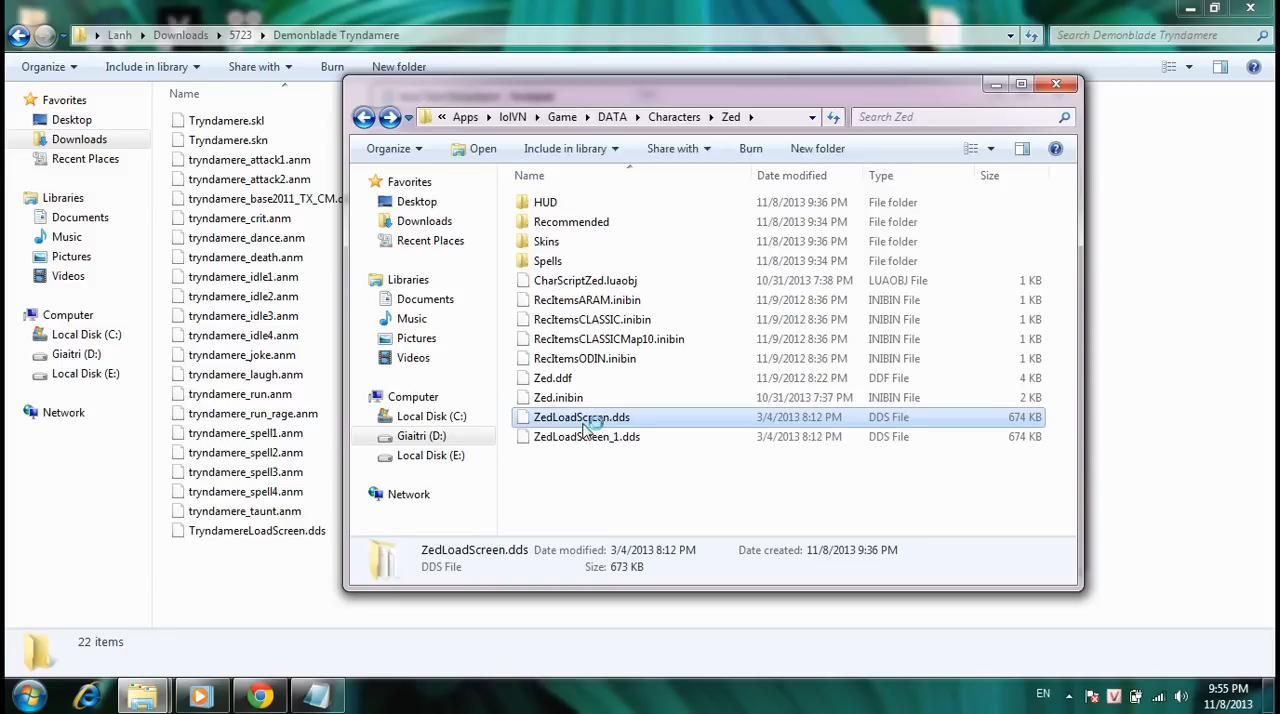 Lanh Downloads 5723 Demonblade Tryndamere
Search Demonblade Tryndamere
Organize Include in library Share with Burn New folder
Favorites
Desktop
Downloads
Recent Places
Libraries
Documents
Music
Pictures
Videos
Computer
Local Disk (C:)
Giaitri (D:)
Local Disk (E:)
Network
Name
Tryndamere.skl
Tryndamere.skn
tryndamere_attack1.anm
tryndamere_attack2.anm
tryndamere_base2011_TX_CM.d
tryndamere_crit.anm
tryndamere_dance.anm
tryndamere_death.anm
tryndamere_idle1.anm
tryndamere_idle2.anm
tryndamere_idle3.anm
tryndamere_idle4.anm
tryndamere_joke.anm
tryndamere_laugh.anm
tryndamere_run.anm
tryndamere_run_rage.anm
tryndamere_spell1.anm
tryndamere_spell2.anm
tryndamere_spell3.anm
tryndamere_spell4.anm
tryndamere_taunt.anm
TryndamereLoadScreen.dds
22 items
« Apps lolVN Game DATA Characters Zed
Search Zed
Organize Open Include in library Share with Burn New folder
Favorites
Desktop
Downloads
Recent Places
Libraries
Documents
Music
Pictures
Videos
Computer
Local Disk (C:)
Giaitri (D:)
Local Disk (E:)
Network
Name Date modified Type Size
HUD 11/8/2013 9:36 PM File folder
Recommended 11/8/2013 9:34 PM File folder
Skins 11/8/2013 9:36 PM File folder
Spells 11/8/2013 9:34 PM File folder
CharScriptZed.luaobj 10/31/2013 7:38 PM LUAOBJ File 1 KB
RecItemsARAM.inibin 11/9/2012 8:36 PM INIBIN File 1 KB
RecItemsCLASSIC.inibin 11/9/2012 8:36 PM INIBIN File 1 KB
RecItemsCLASSICMap10.inibin 11/9/2012 8:36 PM INIBIN File 1 KB
RecItemsODIN.inibin 11/9/2012 8:36 PM INIBIN File 1 KB
Zed.ddf 11/9/2012 8:22 PM DDF File 4 KB
Zed.inibin 10/31/2013 7:37 PM INIBIN File 2 KB
ZedLoadScreen.dds 3/4/2013 8:12 PM DDS File 674 KB
ZedLoadScreen_1.dds 3/4/2013 8:12 PM DDS File 674 KB
ZedLoadScreen.dds Date modified: 3/4/2013 8:12 PM Date created: 11/8/2013 9:36 PM
DDS File Size: 673 KB
EN
9:55 PM
11/8/2013